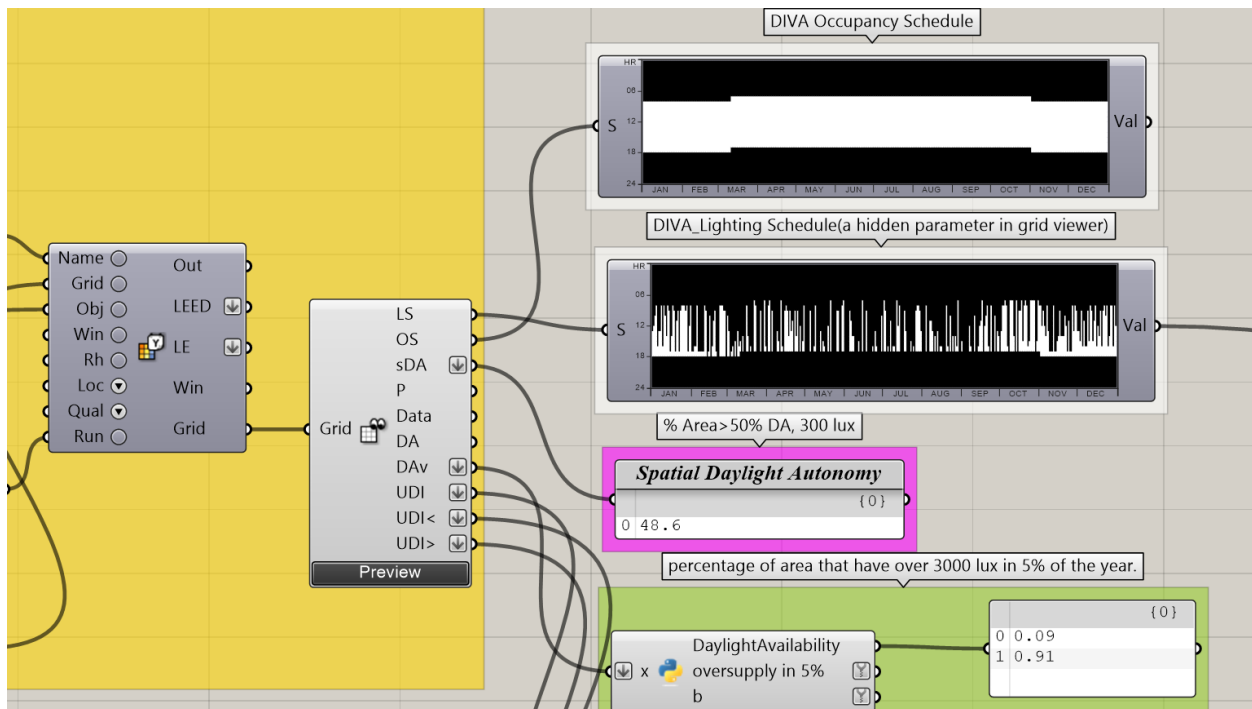 DIVA Occupancy Schedule
HR
06
12
18
24
S
Val
JAN FEB MAR APR MAY JUN JUL AUG SEP OCT NOV DEC
DIVA_Lighting Schedule(a hidden parameter in grid viewer)
HR
06
12
18
24
S
Val
JAN FEB MAR APR MAY JUN JUL AUG SEP OCT NOV DEC
Name
Grid
Obj
Win
Rh
Loc
Qual
Run
Y
Out
LEED
LE
Win
Grid
Grid
LS
OS
sDA
P
Data
DA
DAv
UDI
UDI<
UDI>
Preview
% Area>50% DA, 300 lux
Spatial Daylight Autonomy
{0}
0 48.6
percentage of area that have over 3000 lux in 5% of the year.
x
DaylightAvailability
oversupply in 5%
b
{0}
0 0.09
1 0.91